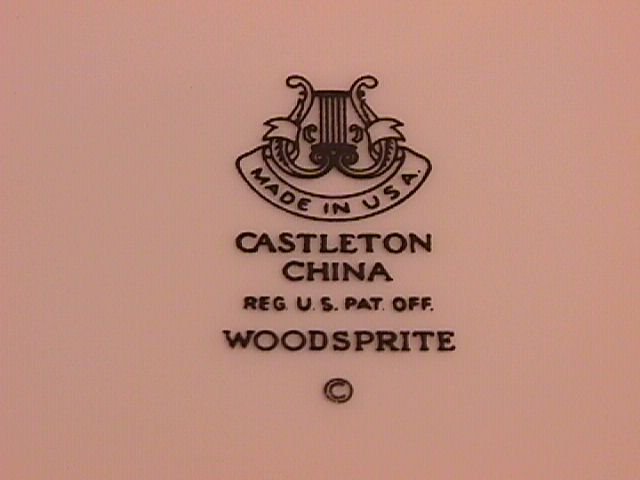 MADE IN U.S.A.
CASTLETON
CHINA
REG. U.S. PAT. OFF.
WOODSPRITE
©